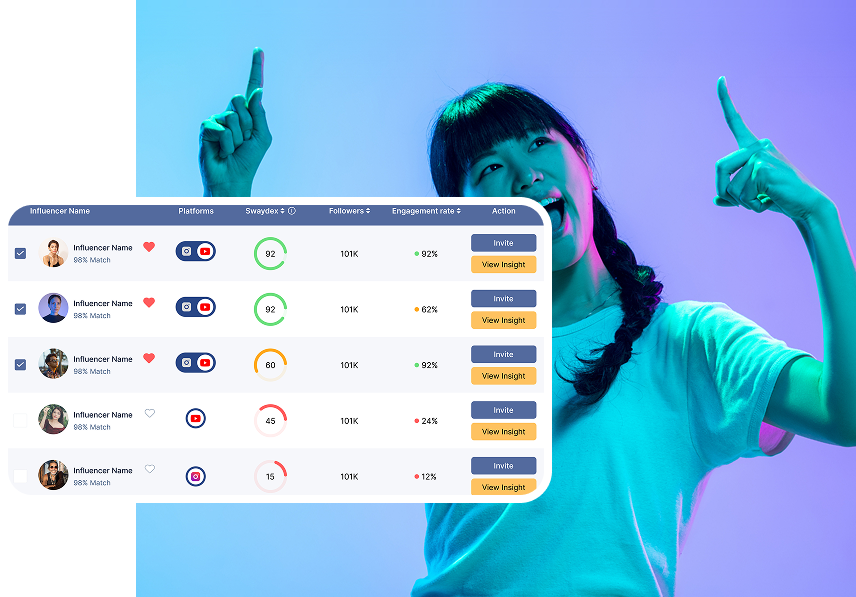 Influencer Name Platforms Swaydex Followers Engagement rate Action
Influencer Name 92 101K 92% Invite
98% Match View Insight
Influencer Name 92 101K 62% Invite
98% Match View Insight
Influencer Name 60 101K 92% Invite
98% Match View Insight
Influencer Name 45 101K 24% Invite
98% Match View Insight
Influencer Name 15 101K 12% Invite
98% Match View Insight